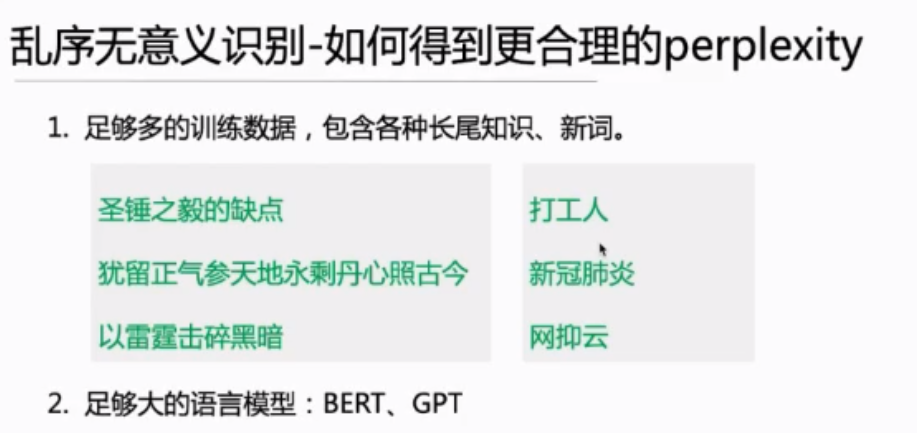 乱序无意义识别-如何得到更合理的perplexity
1. 足够多的训练数据，包含各种长尾知识、新词。
圣锤之毅的缺点
犹留正气参天地永剩丹心照古今
以雷霆击碎黑暗
打工人
新冠肺炎
网抑云
2. 足够大的语言模型：BERT、GPT